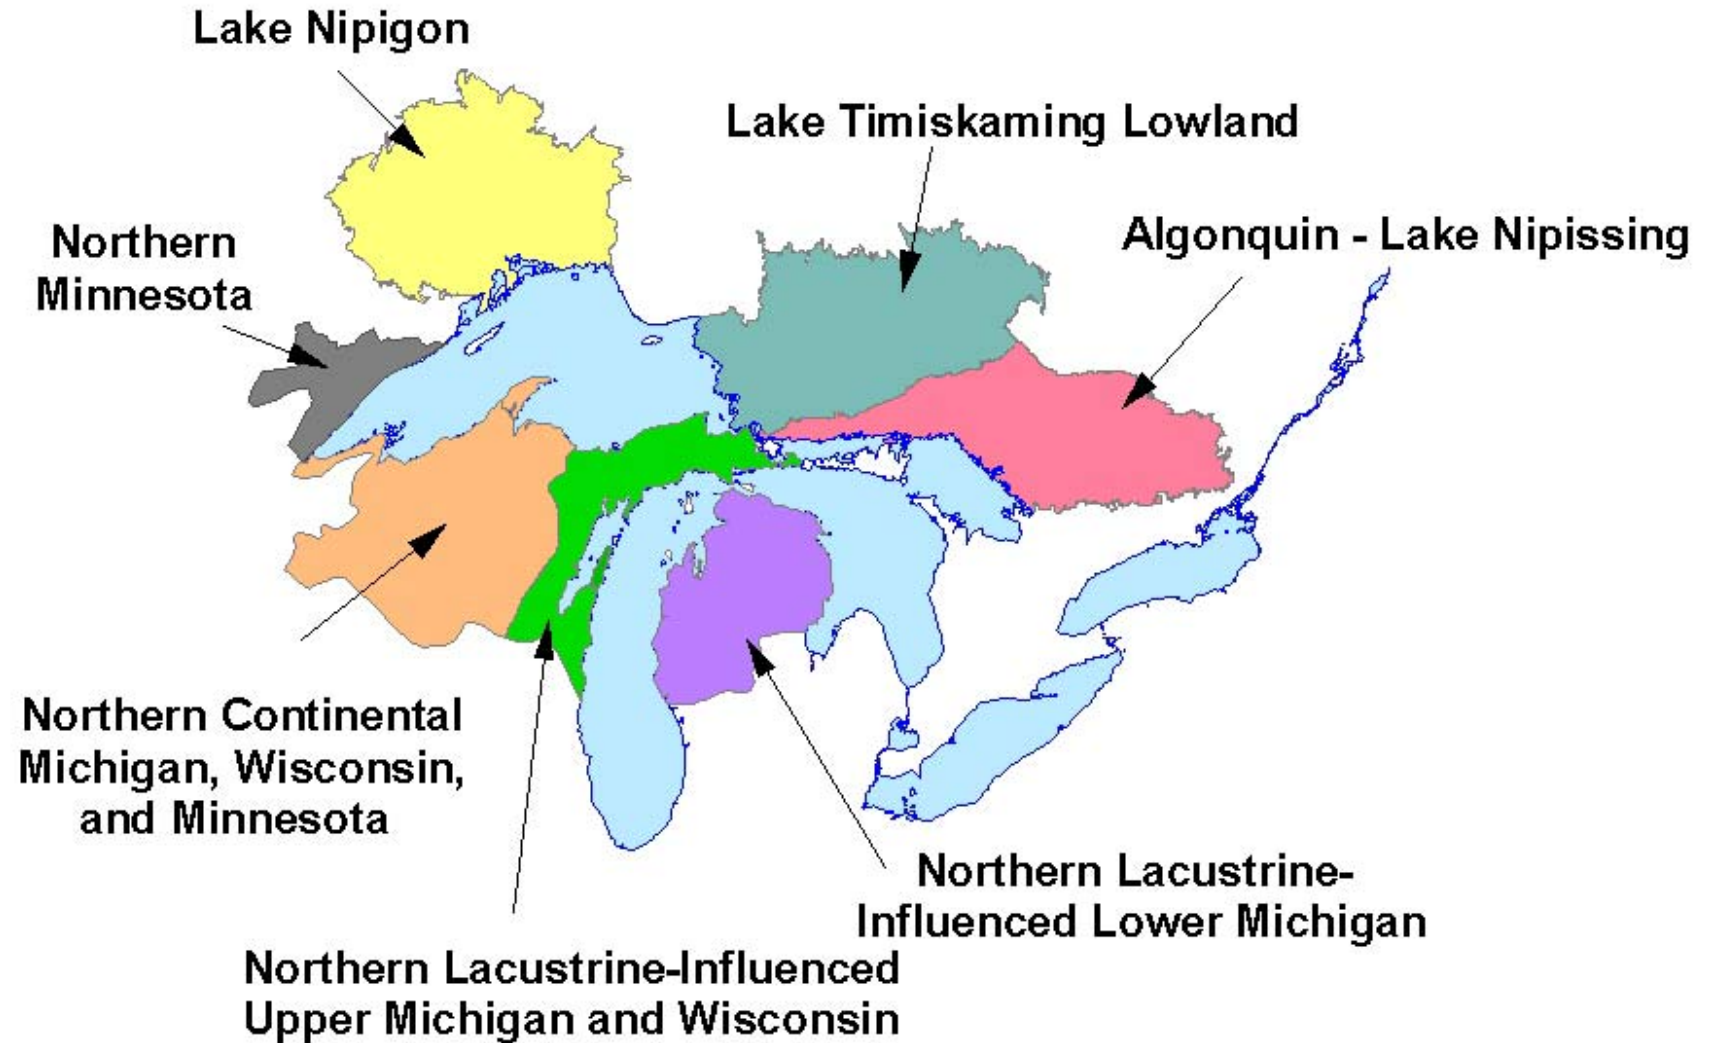 Lake Nipigon
Lake Timiskaming Lowland
Algonquin - Lake Nipissing
Northern
Minnesota
Northern Continental
Michigan, Wisconsin,
and Minnesota
Northern Lacustrine-
Influenced Lower Michigan
Northern Lacustrine-Influenced
Upper Michigan and Wisconsin